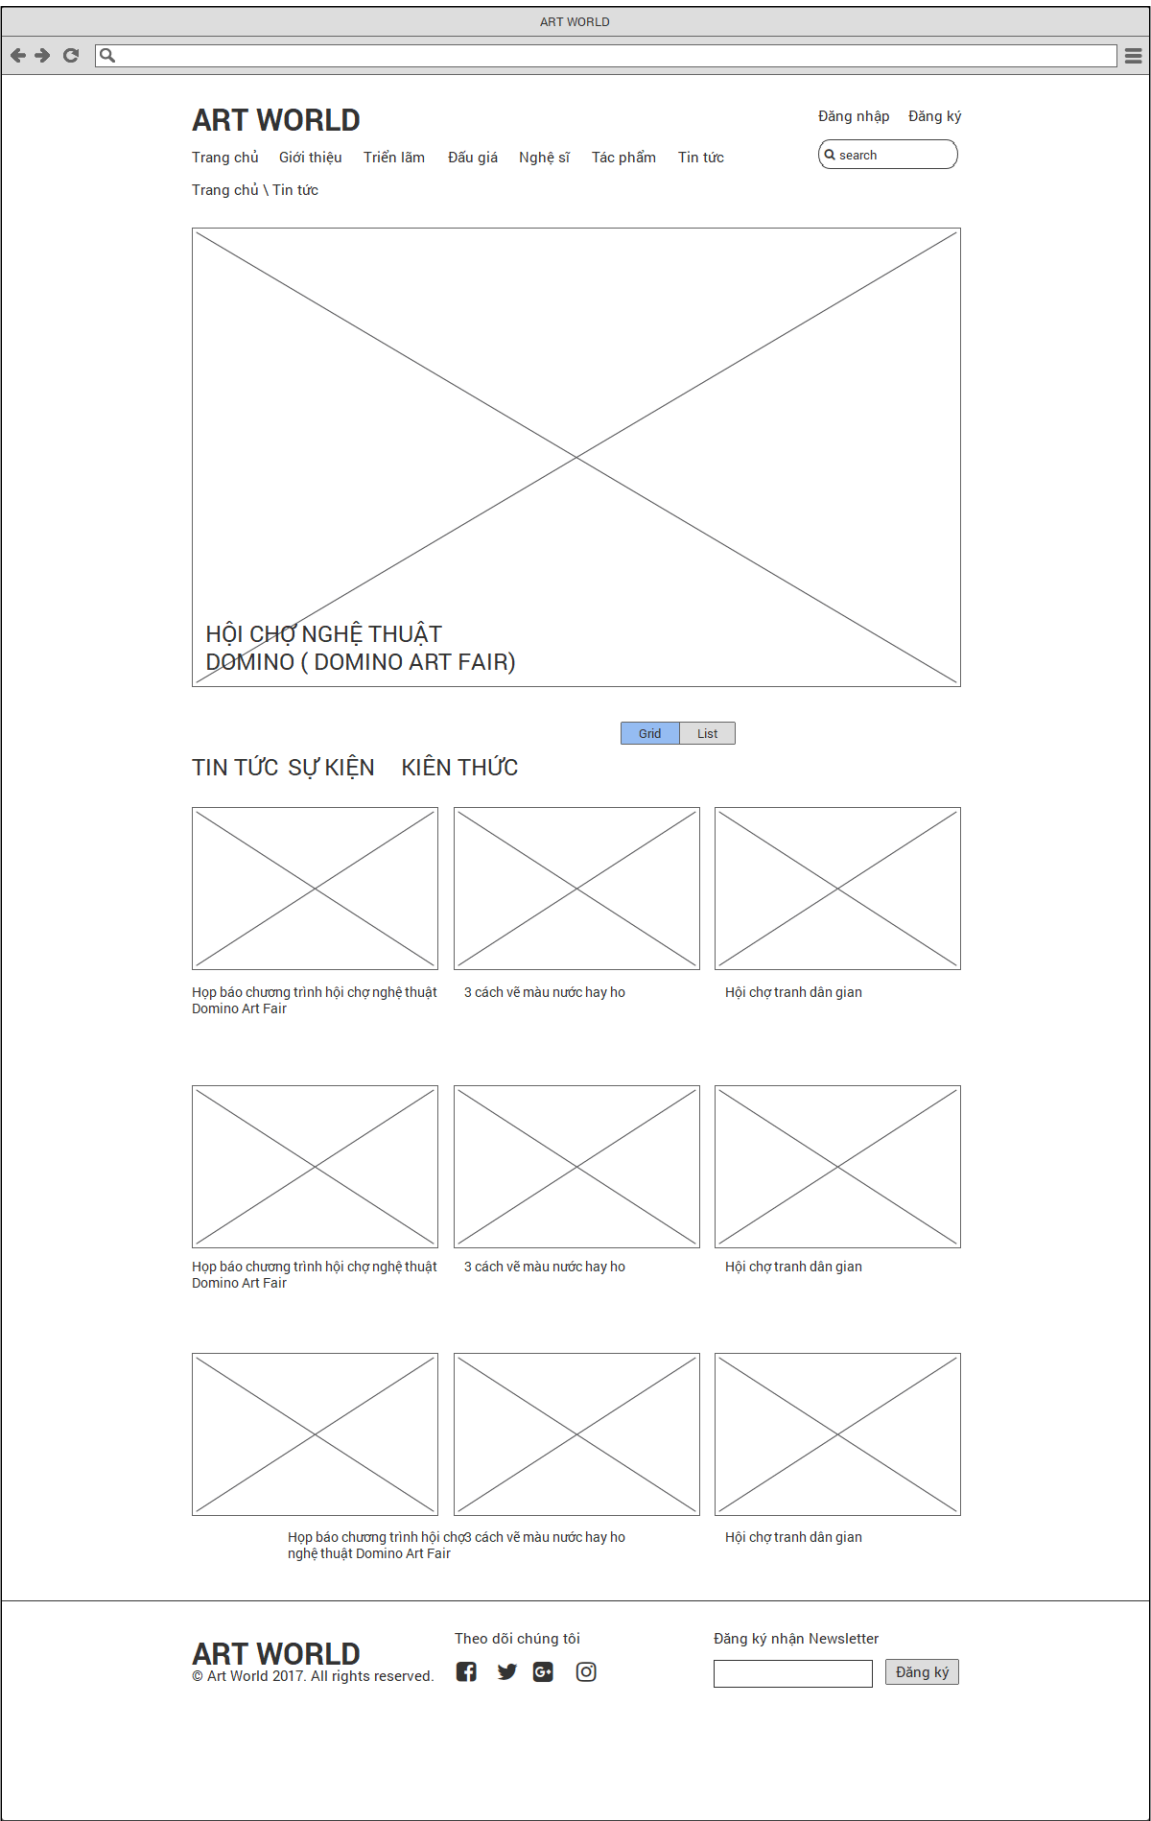 ART WORLD
ART WORLD
Đăng nhập Đăng ký
Trang chủ Giới thiệu Triển lãm Đấu giá Nghệ sĩ Tác phẩm Tin tức
search
Trang chủ \ Tin tức
HỘI CHỢ NGHỆ THUẬT
DOMINO ( DOMINO ART FAIR)
Grid List
TIN TỨC SỰ KIỆN KIẾN THỨC
Họp báo chương trình hội chợ nghệ thuật
Domino Art Fair
3 cách vẽ màu nước hay ho
Hội chợ tranh dân gian
Họp báo chương trình hội chợ nghệ thuật
Domino Art Fair
3 cách vẽ màu nước hay ho
Hội chợ tranh dân gian
Họp báo chương trình hội chợ
nghệ thuật Domino Art Fair
3 cách vẽ màu nước hay ho
Hội chợ tranh dân gian
ART WORLD
© Art World 2017. All rights reserved.
Theo dõi chúng tôi
Đăng ký nhận Newsletter
Đăng ký